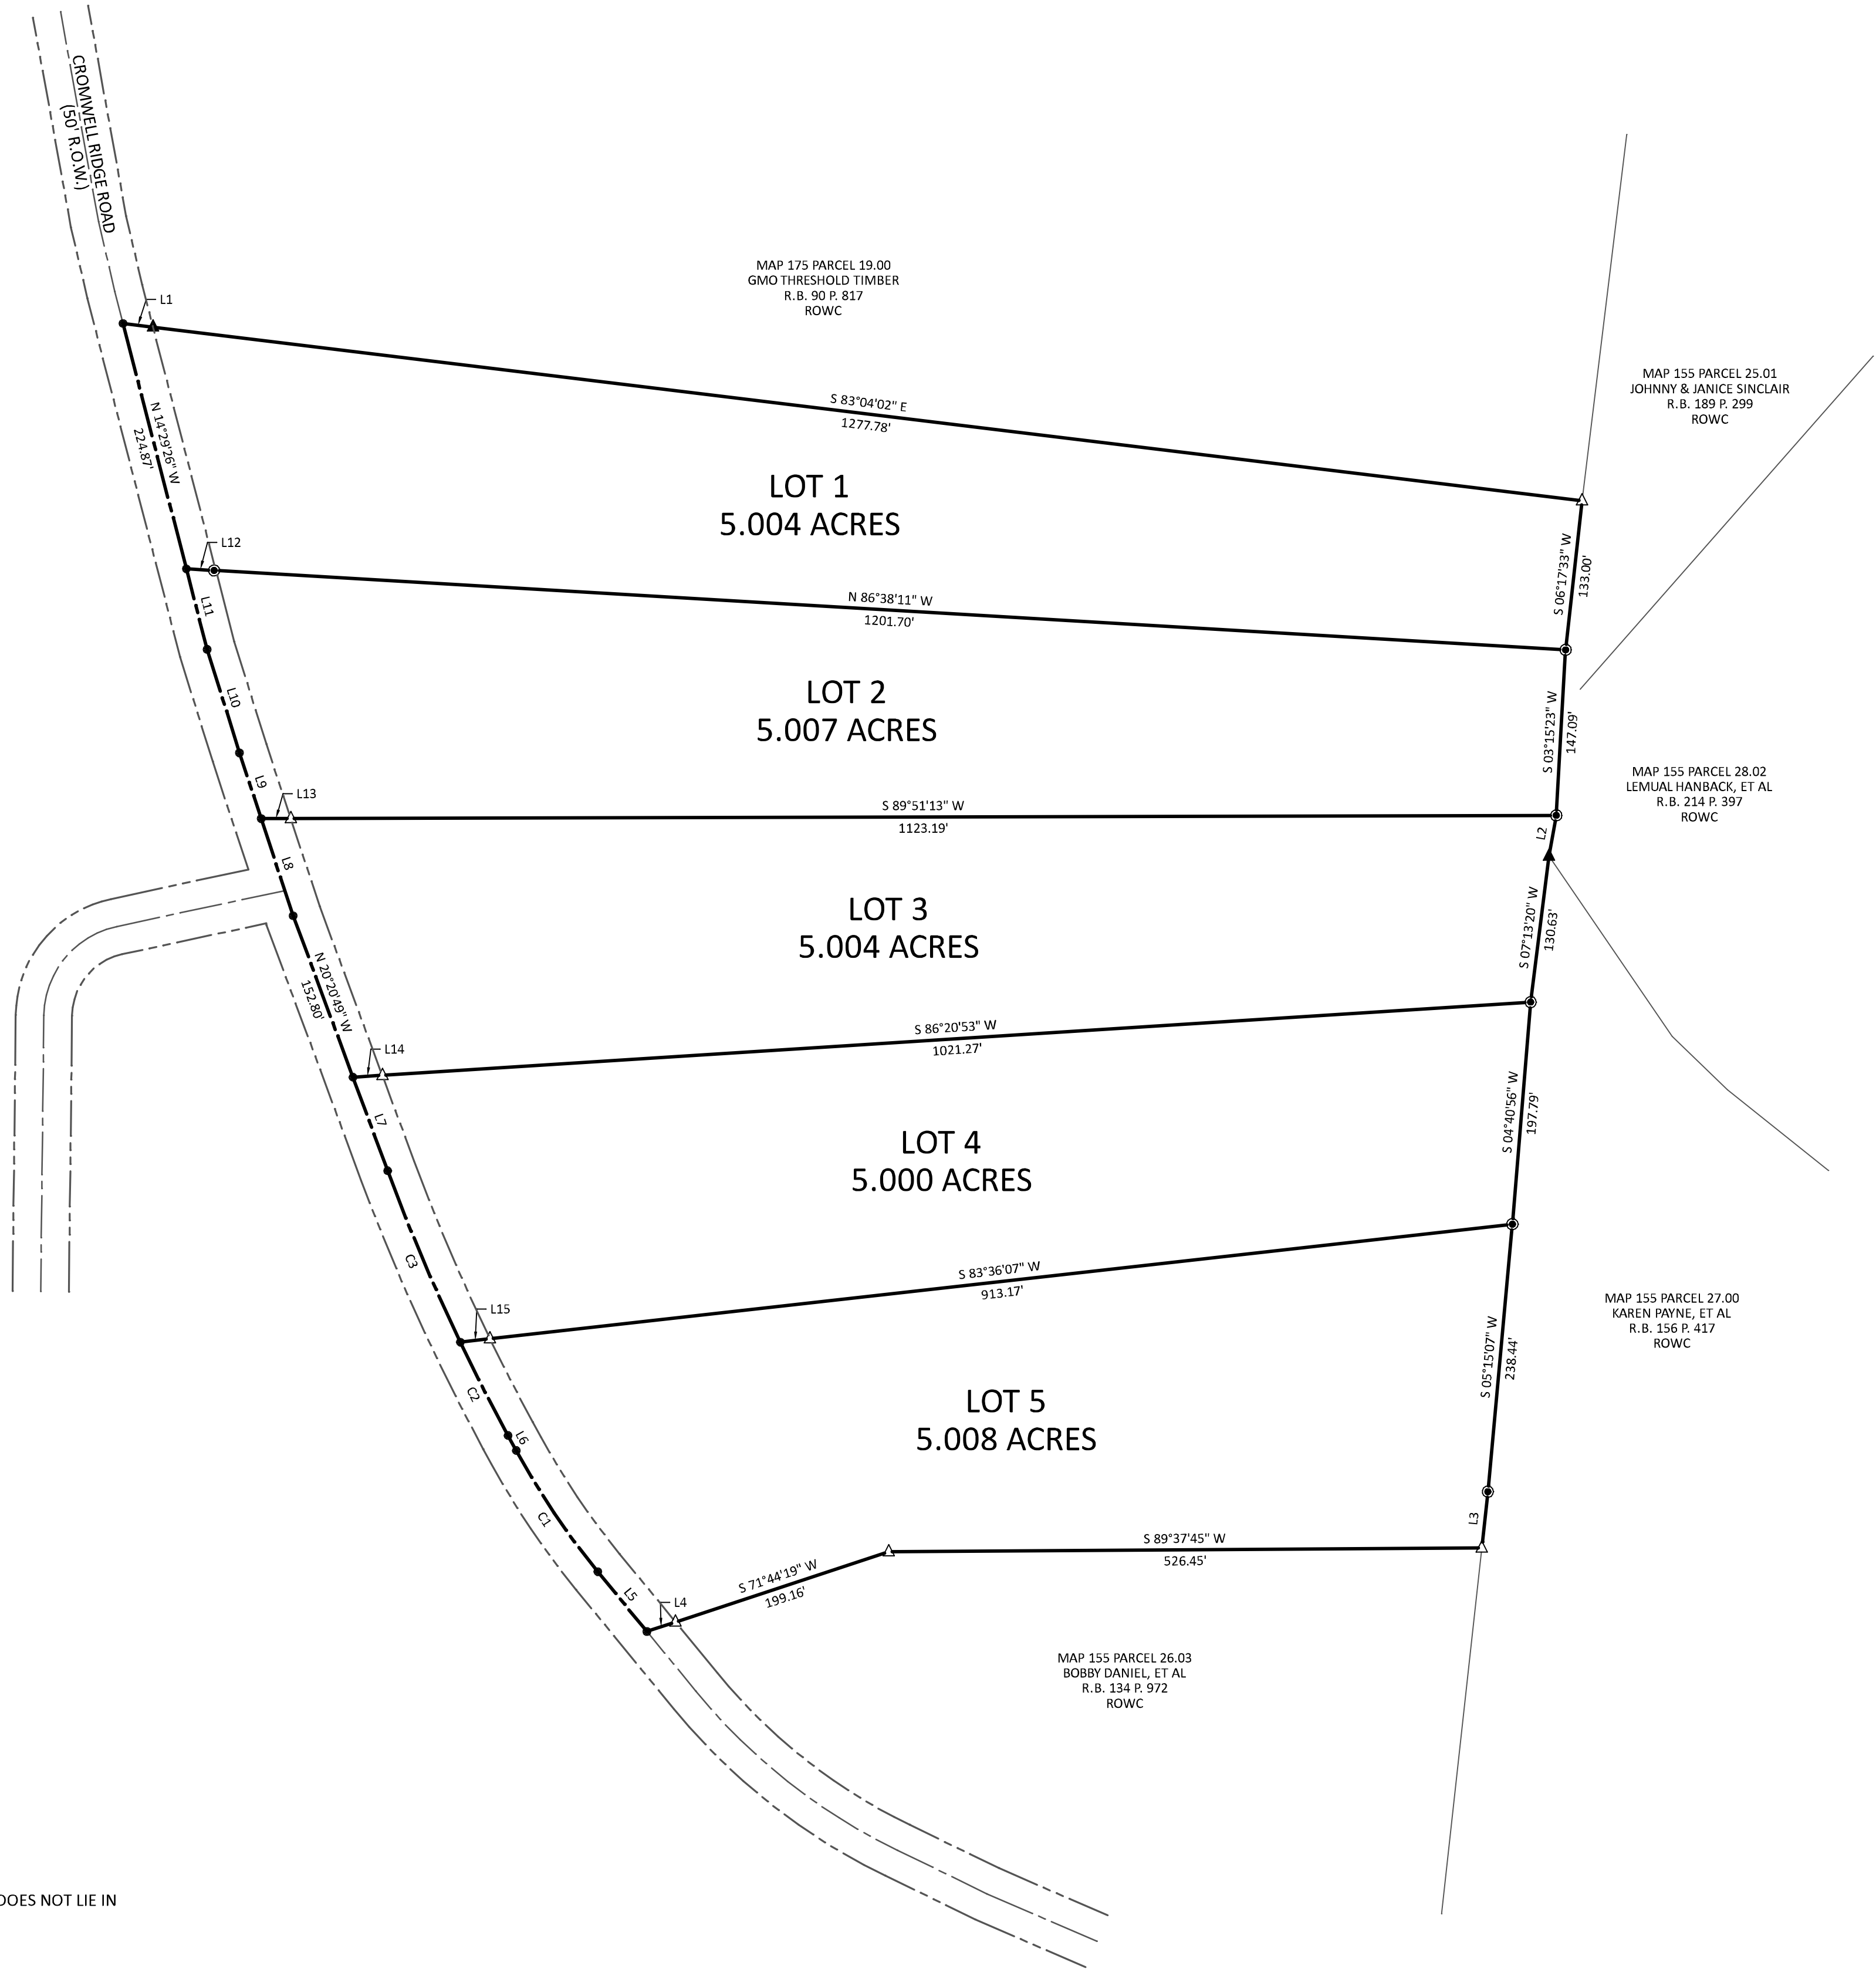 CROMWELL RIDGE ROAD
(50' R.O.W.)
MAP 175 PARCEL 19.00
GMO THRESHOLD TIMBER
R.B. 90 P. 817
ROWC
L1
MAP 155 PARCEL 25.01
JOHNNY & JANICE SINCLAIR
R.B. 189 P. 299
ROWC
S 83°04'02" E
1277.78'
N 14°29'26" W
224.87'
LOT 1
5.004 ACRES
S 06°17'33" W
133.00'
L12
N 86°38'11" W
1201.70'
L11
L10
LOT 2
5.007 ACRES
S 03°15'23" W
147.09'
L9
L13
MAP 155 PARCEL 28.02
LEMUAL HANBACK, ET AL
R.B. 214 P. 397
ROWC
S 89°51'13" W
1123.19'
L2
L8
LOT 3
5.004 ACRES
S 07°13'20" W
130.63'
N 20°20'49" W
152.80'
S 86°20'53" W
1021.27'
L14
L7
LOT 4
5.000 ACRES
S 04°40'56" W
197.79'
C3
S 83°36'07" W
913.17'
L15
MAP 155 PARCEL 27.00
KAREN PAYNE, ET AL
R.B. 156 P. 417
ROWC
C2
LOT 5
5.008 ACRES
S 05°15'07" W
238.44'
L6
C1
L3
S 89°37'45" W
526.45'
S 71°44'19" W
199.16'
L5
L4
MAP 155 PARCEL 26.03
BOBBY DANIEL, ET AL
R.B. 134 P. 972
ROWC
DOES NOT LIE IN